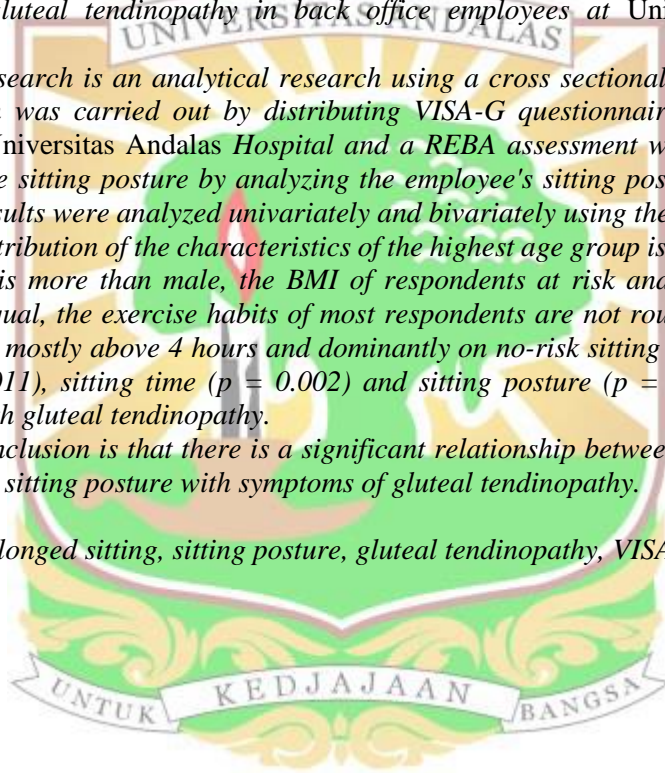 gluteal tendinopathy in back office employees at Uni
UNIVERSITAS ANDALAS
search is an analytical research using a cross sectional
was carried out by distributing VISA-G questionnair
Universitas Andalas Hospital and a REBA assessment w
e sitting posture by analyzing the employee's sitting pos
sults were analyzed univariately and bivariately using the
tribution of the characteristics of the highest age group is
is more than male, the BMI of respondents at risk and
qual, the exercise habits of most respondents are not rou
mostly above 4 hours and dominantly on no-risk sitting
011), sitting time (p = 0.002) and sitting posture (p =
h gluteal tendinopathy.
nclusion is that there is a significant relationship between
sitting posture with symptoms of gluteal tendinopathy.
longed sitting, sitting posture, gluteal tendinopathy, VISA
UNTUK KEDJAJAAN BANGSA